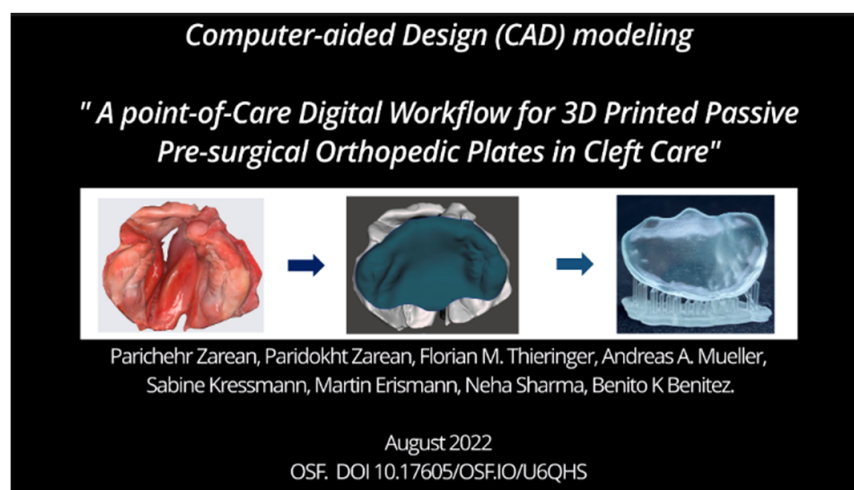 Computer-aided Design (CAD) modeling
" A point-of-Care Digital Workflow for 3D Printed Passive
Pre-surgical Orthopedic Plates in Cleft Care"
Parichehr Zarean, Paridokht Zarean, Florian M. Thieringer, Andreas A. Mueller,
Sabine Kressmann, Martin Erismann, Neha Sharma, Benito K Benitez.
August 2022
OSF. DOI 10.17605/OSF.IO/U6QHS